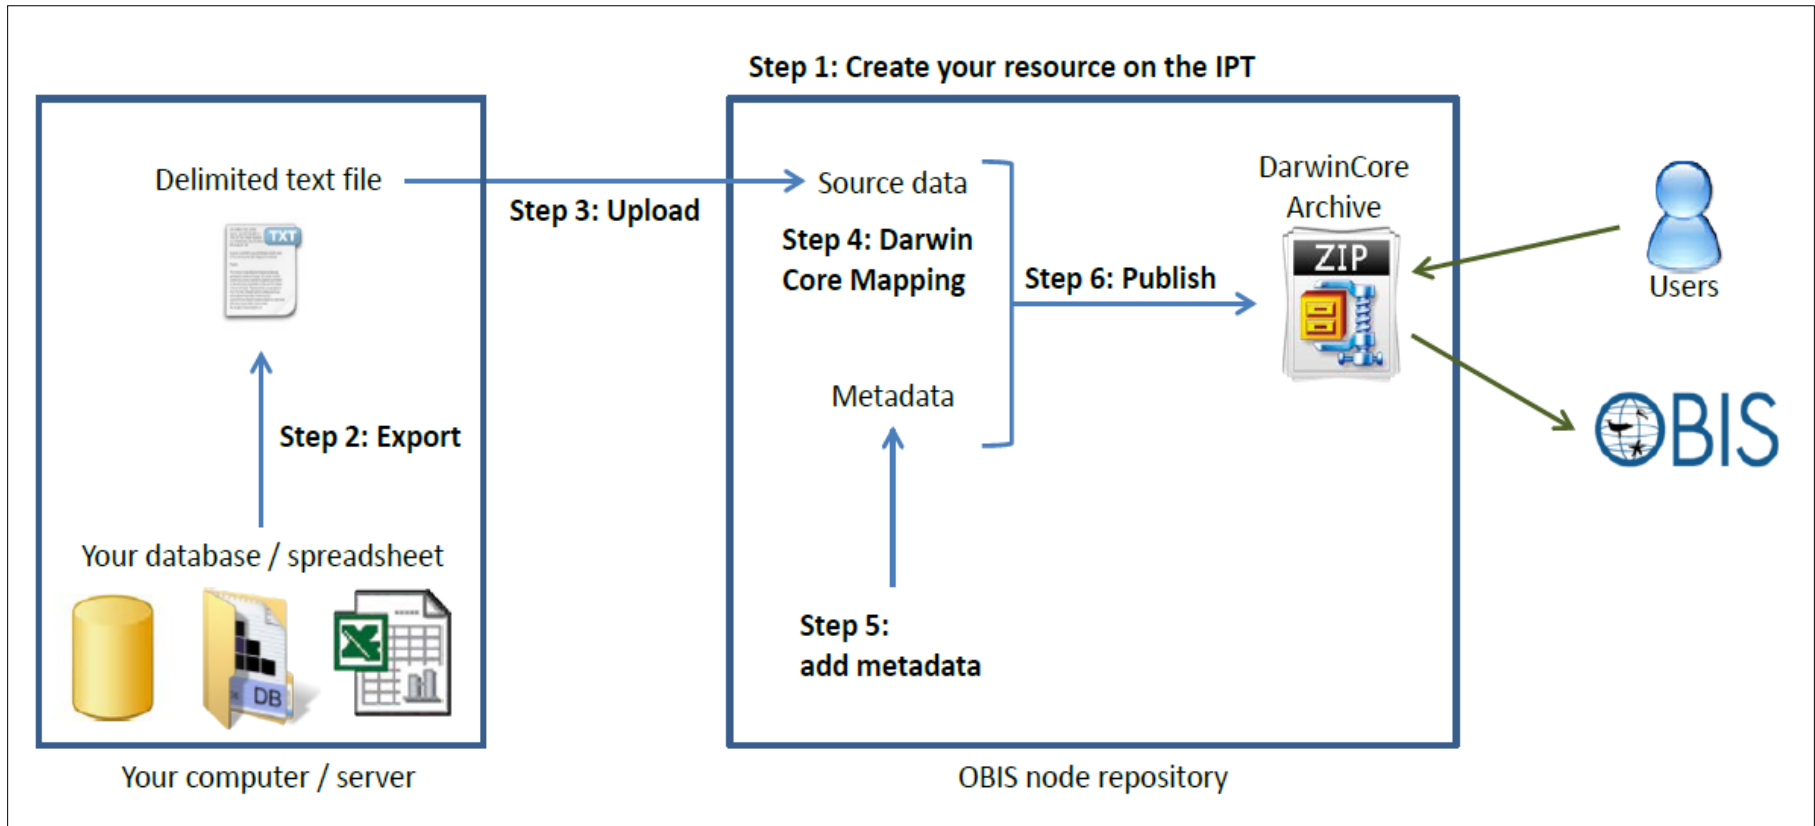 Step 1: Create your resource on the IPT
Delimited text file
TXT
Step 2: Export
Your database / spreadsheet
DB
Your computer / server
Step 3: Upload
Source data
Step 4: Darwin
Core Mapping
Metadata
Step 5:
add metadata
Step 6: Publish
DarwinCore
Archive
ZIP
OBIS node repository
Users
OBIS